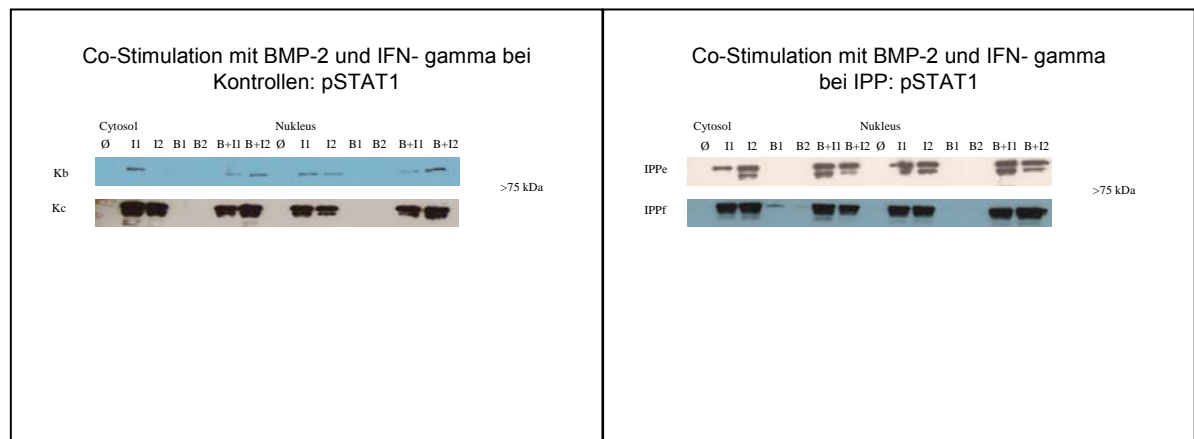 Co-Stimulation mit BMP-2 und IFN- gamma bei
Kontrollen: pSTAT1
Cytosol Nukleus
Ø I1 I2 B1 B2 B+I1 B+I2 Ø I1 I2 B1 B2 B+I1 B+I2
Kb
>75 kDa
Kc
Co-Stimulation mit BMP-2 und IFN- gamma
bei IPP: pSTAT1
Cytosol Nukleus
Ø I1 I2 B1 B2 B+I1 B+I2 Ø I1 I2 B1 B2 B+I1 B+I2
IPPe
>75 kDa
IPPf